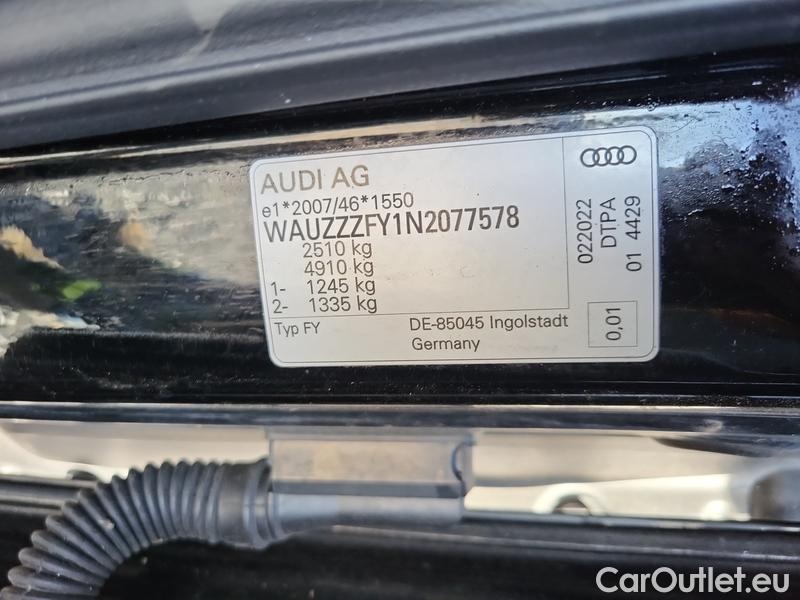 AUDI AG
e1*2007/46*1550
WAUZZZFY1N2077578
2510 kg
4910 kg
1- 1245 kg
2- 1335 kg
Typ FY
DE-85045 Ingolstadt
Germany
022022
DTPA
01 4429
0,01
CarOutlet.eu